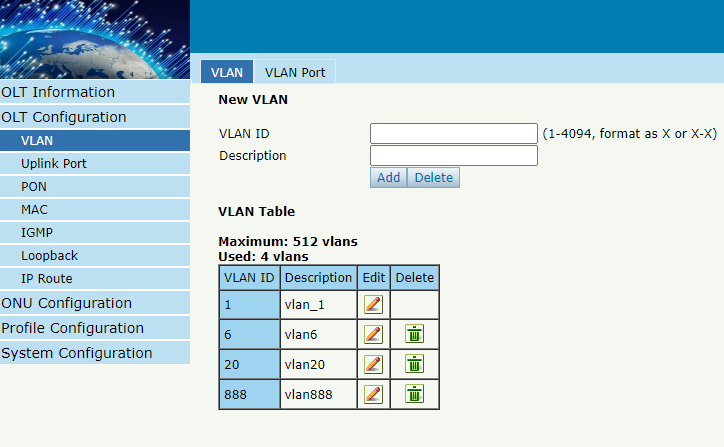 VLAN VLAN Port
OLT Information
OLT Configuration
VLAN
Uplink Port
PON
MAC
IGMP
Loopback
IP Route
ONU Configuration
Profile Configuration
System Configuration
New VLAN
VLAN ID (1-4094, format as X or X-X)
Description
Add Delete
VLAN Table
Maximum: 512 vlans
Used: 4 vlans
VLAN ID Description Edit Delete
1 vlan_1
6 vlan6
20 vlan20
888 vlan888